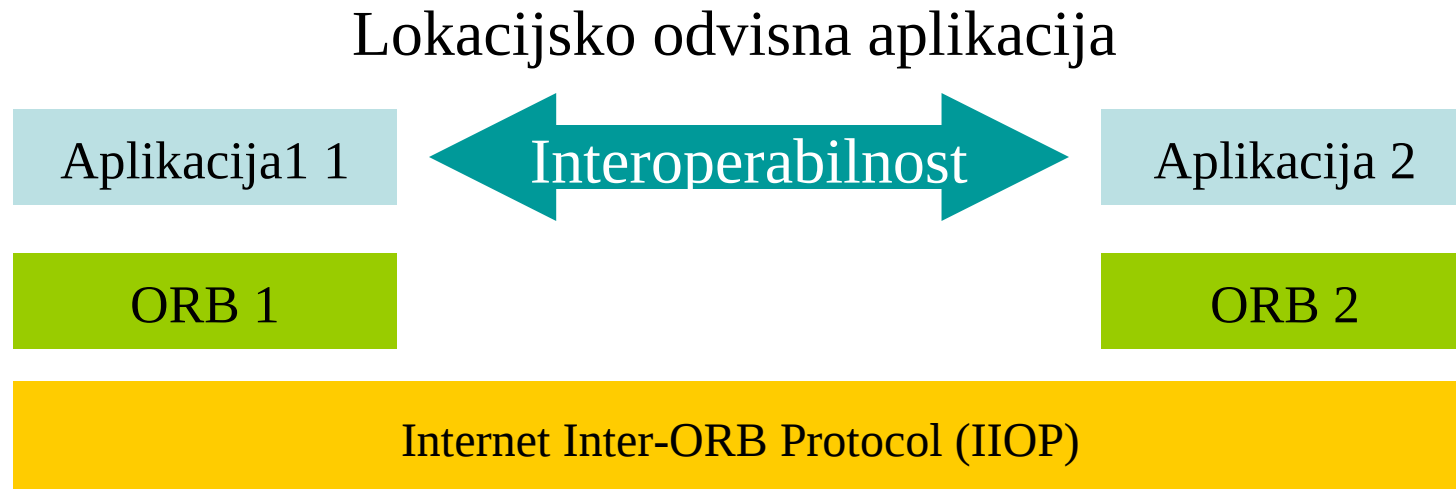 Lokacijsko odvisna aplikacija
Aplikacija1 1
Interoperabilnost
Aplikacija 2
ORB 1
ORB 2
Internet Inter-ORB Protocol (IIOP)